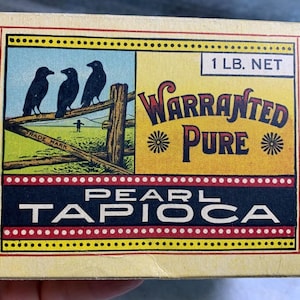 1 LB. NET
WARRANTED
PURE
TRADE MARK
PEARL
TAPIOCA